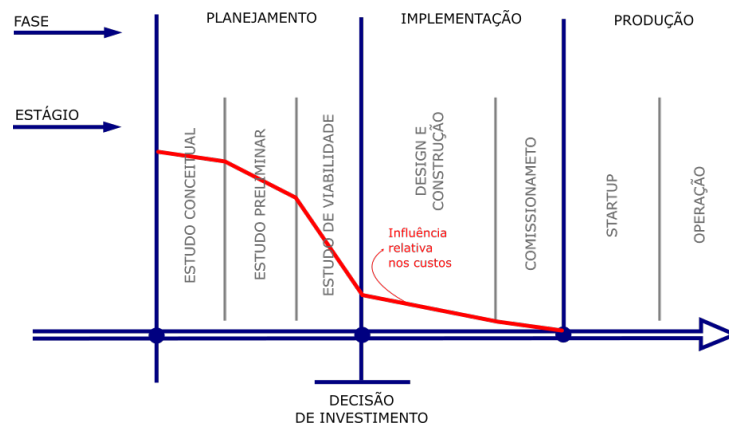 FASE
PLANEJAMENTO
IMPLEMENTAÇÃO
PRODUÇÃO
ESTÁGIO
ESTUDO CONCEITUAL
ESTUDO PRELIMINAR
ESTUDO DE VIABILIDADE
DESIGN E
CONSTRUÇÃO
COMISSIONAMETO
STARTUP
OPERAÇÃO
Influência
relativa
nos custos
DECISÃO
DE INVESTIMENTO